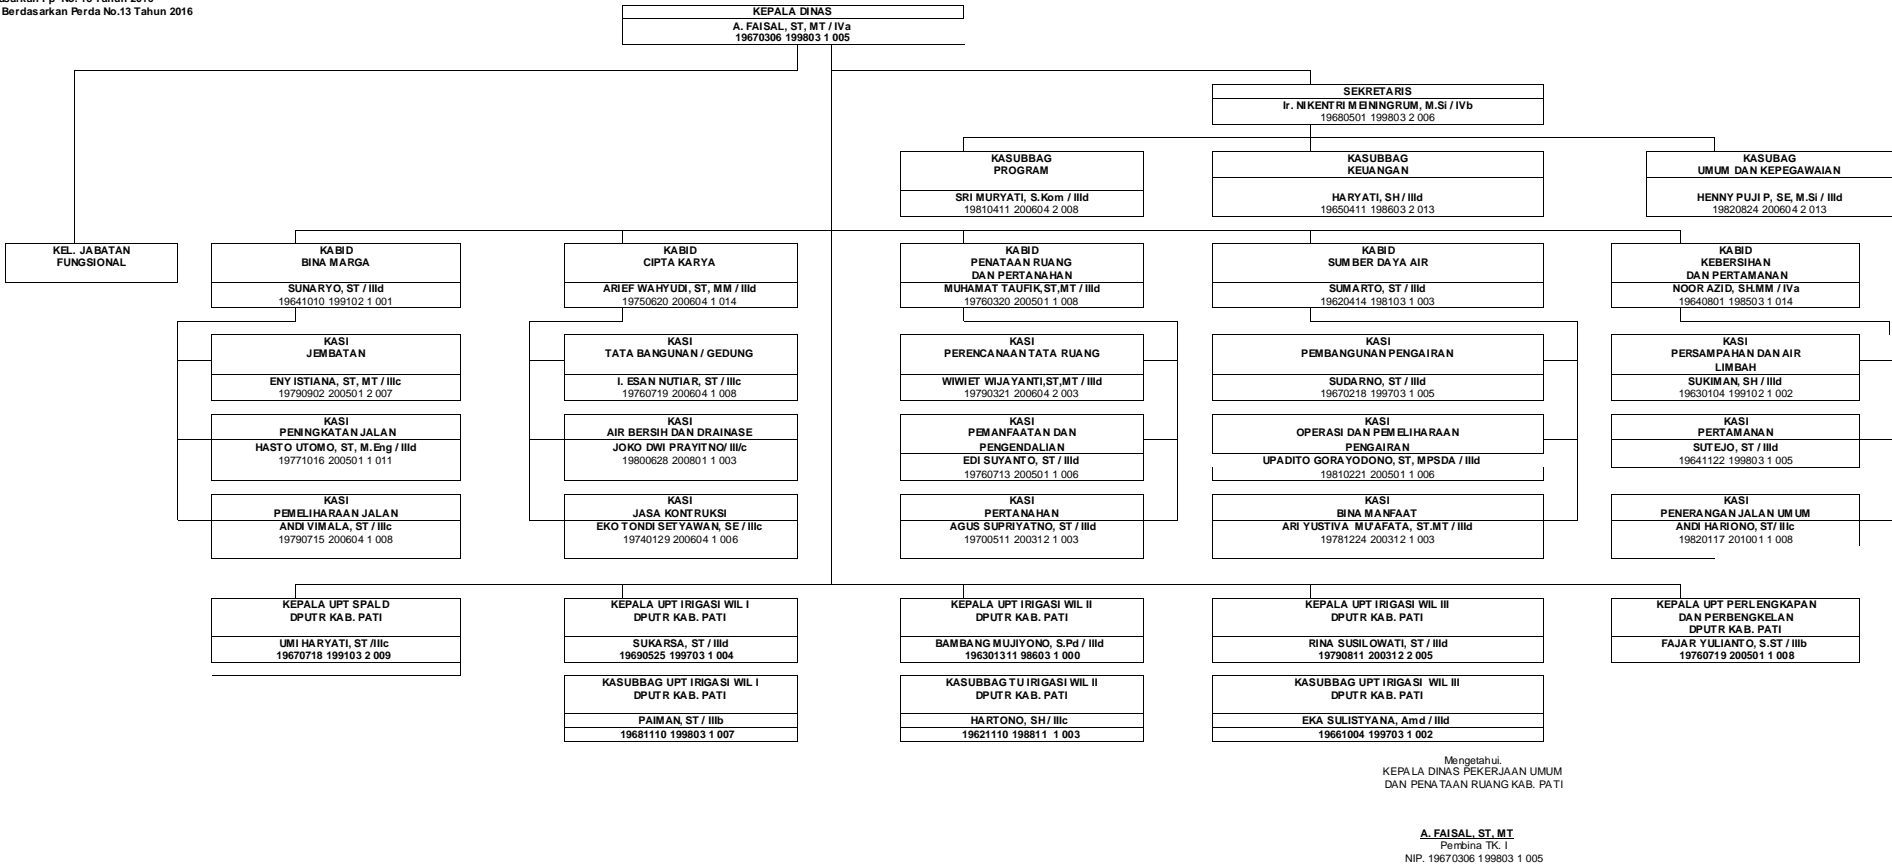 Berdasarkan Perda No.13 Tahun 2016
KEPALA DINAS
A. FAISAL, ST, MT / IVa
19670306 199803 1 005
SEKRETARIS
Ir. NIKENTRI MEININGRUM, M.Si / IVb
19680501 199803 2 006
KASUBBAG
PROGRAM
SRI MURYATI, S.Kom / IIId
19810411 200604 2 008
KASUBBAG
KEUANGAN
HARYATI, SH / IIId
19650411 198603 2 013
KASUBAG
UMUM DAN KEPEGAWAIAN
HENNY PUJI P, SE, M.Si / IIId
19820824 200604 2 013
KEL. JABATAN
FUNGSIONAL
KABID
BINA MARGA
SUNARYO, ST / IIId
19641010 199102 1 001
KABID
CIPTA KARYA
ARIEF WAHYUDI, ST, MM / IIId
19750620 200604 1 014
KABID
PENATAAN RUANG
DAN PERTANAHAN
MUHAMAT TAUFIK,ST,MT / IIId
19760320 200501 1 008
KABID
SUMBER DAYA AIR
SUMARTO, ST / IIId
19620414 198103 1 003
KABID
KEBERSIHAN
DAN PERTAMANAN
NOOR AZID, SH.MM / IVa
19640801 198503 1 014
KASI
JEMBATAN
ENY ISTIANA, ST, MT / IIIc
19790902 200501 2 007
KASI
TATA BANGUNAN / GEDUNG
I. ESAN NUTIAR, ST / IIIc
19760719 200604 1 008
KASI
PERENCANAAN TATA RUANG
WIWIET WIJAYANTI,ST,MT / IIId
19790321 200604 2 003
KASI
PEMBANGUNAN PENGAIRAN
SUDARNO, ST / IIId
19670218 199703 1 005
KASI
PERSAMPAHAN DAN AIR
LIMBAH
SUKIMAN, SH / IIId
19630104 199102 1 002
KASI
PENINGKATAN JALAN
HASTO UTOMO, ST, M.Eng / IIId
19771016 200501 1 011
KASI
AIR BERSIH DAN DRAINASE
JOKO DWI PRAYITNO/ III/c
19800628 200801 1 003
KASI
PEMANFAATAN DAN
PENGENDALIAN
EDI SUYANTO, ST / IIId
19760713 200501 1 006
KASI
OPERASI DAN PEMELIHARAAN
PENGAIRAN
UPADITO GORAYODONO, ST, MPSDA / IIId
19810221 200501 1 006
KASI
PERTAMANAN
SUTEJO, ST / IIId
19641122 199803 1 005
KASI
PEMELIHARAAN JALAN
ANDI VIMALA, ST / IIIc
19790715 200604 1 008
KASI
JASA KONTRUKSI
EKO TONDI SETYAWAN, SE / IIIc
19740129 200604 1 006
KASI
PERTANAHAN
AGUS SUPRIYATNO, ST / IIId
19700511 200312 1 003
KASI
BINA MANFAAT
ARI YUSTIVA MU'AFATA, ST.MT / IIId
19781224 200312 1 003
KASI
PENERANGAN JALAN UMUM
ANDI HARIONO, ST/ IIIc
19820117 201001 1 008
KEPALA UPT SPALD
DPUTR KAB. PATI
UMI HARYATI, ST /IIIc
19670718 199103 2 009
KEPALA UPT IRIGASI WIL I
DPUTR KAB. PATI
SUKARSA, ST / IIId
19690525 199703 1 004
KEPALA UPT IRIGASI WIL II
DPUTR KAB. PATI
BAMBANG MUJIYONO, S.Pd / IIId
196301311 98603 1 000
KEPALA UPT IRIGASI WIL III
DPUTR KAB. PATI
RINA SUSILOWATI, ST / IIId
19790811 200312 2 005
KEPALA UPT PERLENGKAPAN
DAN PERBENGKELAN
DPUTR KAB. PATI
FAJAR YULIANTO, S.ST / IIIb
19760719 200501 1 008
KASUBBAG UPT IRIGASI WIL I
DPUTR KAB. PATI
PAIMAN, ST / IIIb
19681110 199803 1 007
KASUBBAG TU IRIGASI WIL II
DPUTR KAB. PATI
HARTONO, SH / IIIc
19621110 198811 1 003
KASUBBAG UPT IRIGASI WIL III
DPUTR KAB. PATI
EKA SULISTYANA, Amd / IIId
19661004 199703 1 002
Mengetahui.
KEPALA DINAS PEKERJAAN UMUM
DAN PENATAAN RUANG KAB. PATI
A. FAISAL, ST, MT
Pembina TK. I
NIP. 19670306 199803 1 005